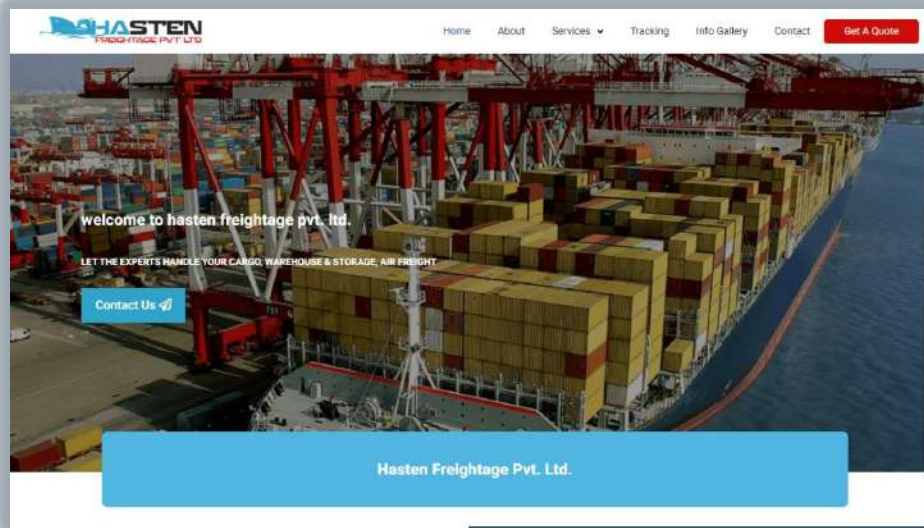 HASTEN
FREIGHTAGE PVT LTD
Home About Services Tracking Info Gallery Contact Get A Quote
welcome to hasten freightage pvt. ltd.
LET THE EXPERTS HANDLE YOUR CARGO, WAREHOUSE & STORAGE, AIR FREIGHT
Contact Us
Hasten Freightage Pvt. Ltd.